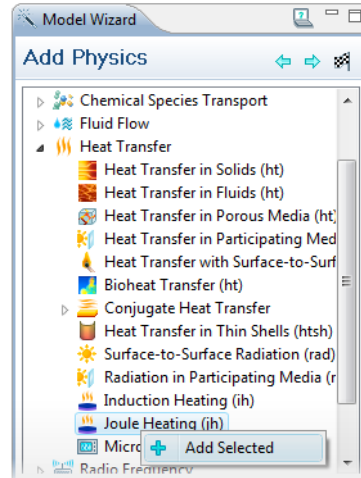 Model Wizard
Add Physics
Chemical Species Transport
Fluid Flow
Heat Transfer
Heat Transfer in Solids (ht)
Heat Transfer in Fluids (ht)
Heat Transfer in Porous Media (ht)
Heat Transfer in Participating Med
Heat Transfer with Surface-to-Surf
Bioheat Transfer (ht)
Conjugate Heat Transfer
Heat Transfer in Thin Shells (htsh)
Surface-to-Surface Radiation (rad)
Radiation in Participating Media (r
Induction Heating (ih)
Joule Heating (jh)
Micro
Add Selected
Radio Frequency